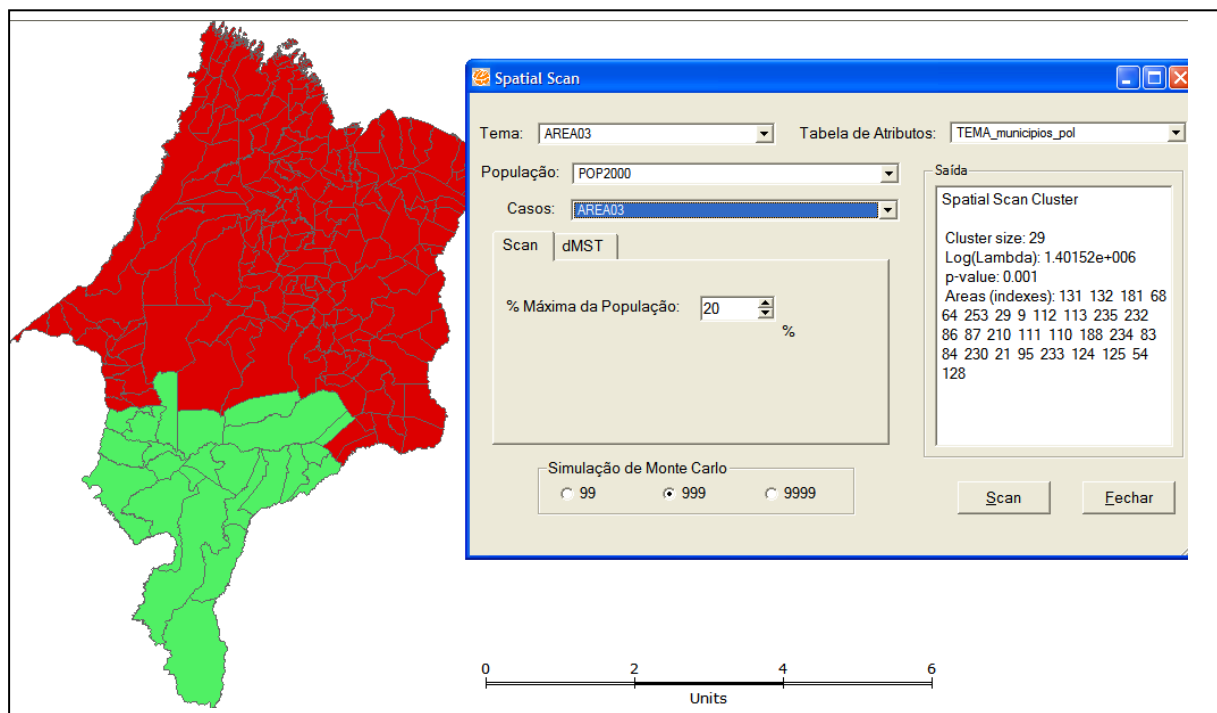 Spatial Scan
Tema: AREA03 Tabela de Atributos: TEMA_municipios_pol
População: POP2000
Casos: AREA03
Scan dMST
% Máxima da População: 20
%
Simulação de Monte Carlo
99 999 9999
Saída
Spatial Scan Cluster
Cluster size: 29
Log(Lambda): 1.40152e+006
p-value: 0.001
Areas (indexes): 131 132 181 68
64 253 29 9 112 113 235 232
86 87 210 111 110 188 234 83
84 230 21 95 233 124 125 54
128
Scan Fechar
0 2 4 6
Units